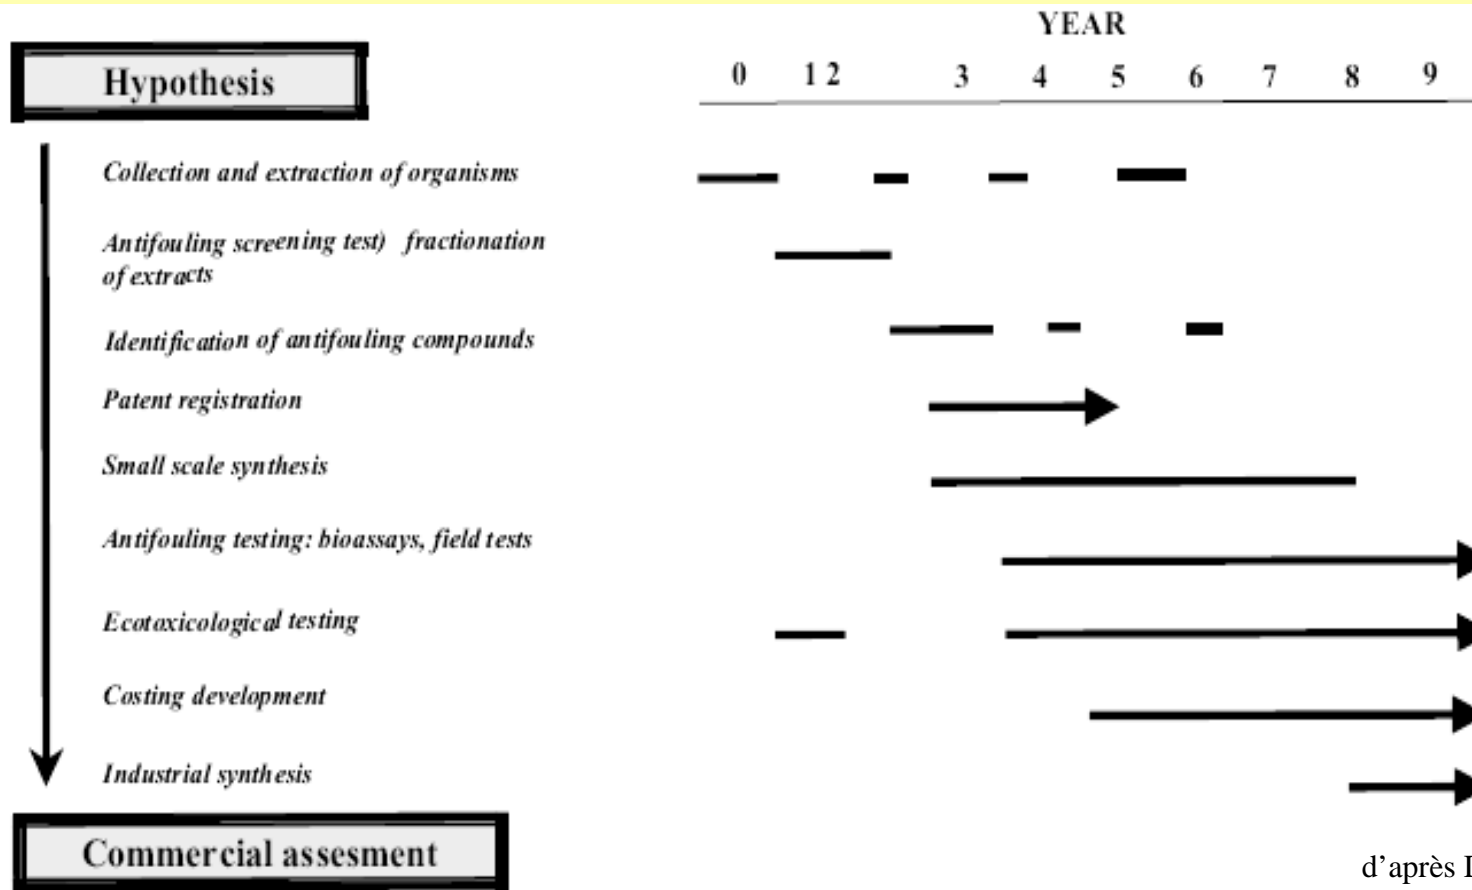 YEAR
Hypothesis
0 1 2 3 4 5 6 7 8 9
Collection and extraction of organisms
Antifouling screening test) fractionation
of extracts
Identification of antifouling compounds
Patent registration
Small scale synthesis
Antifouling testing: bioassays, field tests
Ecotoxicological testing
Costing development
Industrial synthesis
Commercial assesment
d'après